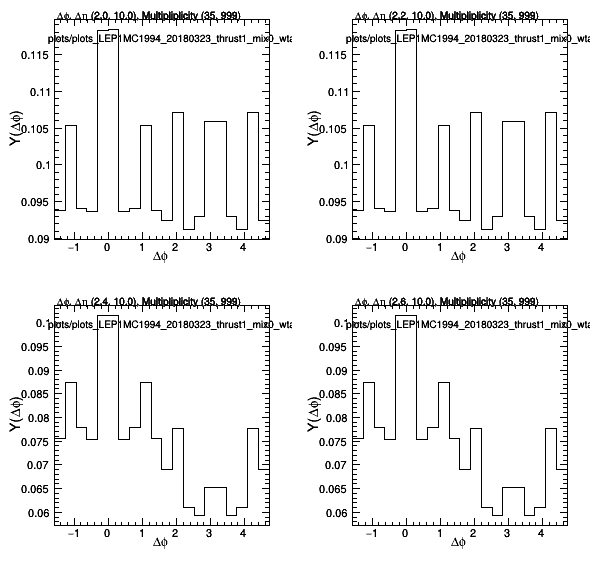 Δφ, Δη (2.0, 10.0), Multipliplicity (35, 999)
plots/plots_LEP1MC1994_20180323_thrust1_mix0_wta
Y(Δφ)
0.115
0.11
0.105
0.1
0.095
0.09
−1 0 1 2 3 4
Δφ
Δφ, Δη (2.2, 10.0), Multipliplicity (35, 999)
plots/plots_LEP1MC1994_20180323_thrust1_mix0_wta
Y(Δφ)
0.115
0.11
0.105
0.1
0.095
0.09
−1 0 1 2 3 4
Δφ
Δφ, Δη (2.4, 10.0), Multipliplicity (35, 999)
plots/plots_LEP1MC1994_20180323_thrust1_mix0_wta
Y(Δφ)
0.1
0.095
0.09
0.085
0.08
0.075
0.07
0.065
0.06
−1 0 1 2 3 4
Δφ
Δφ, Δη (2.6, 10.0), Multipliplicity (35, 999)
plots/plots_LEP1MC1994_20180323_thrust1_mix0_wta
Y(Δφ)
0.1
0.095
0.09
0.085
0.08
0.075
0.07
0.065
0.06
−1 0 1 2 3 4
Δφ